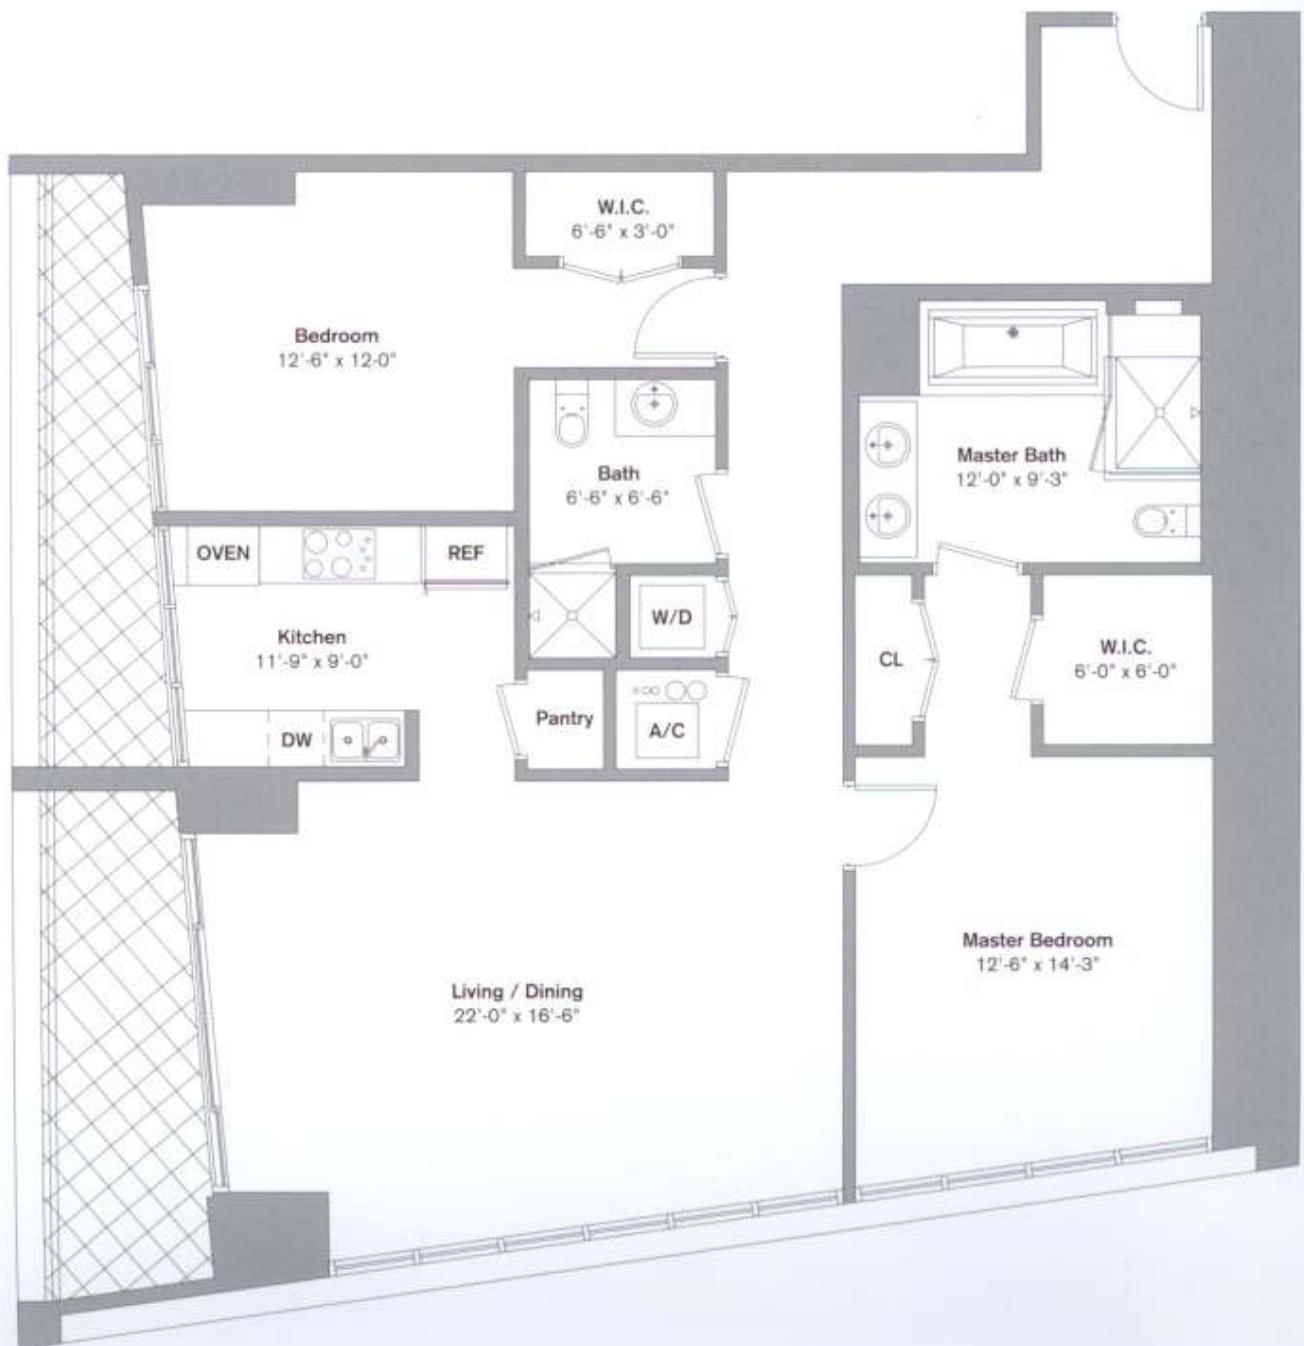 W.I.C.
6'-6" x 3'-0"
Bedroom
12'-6" x 12-0"
Master Bath
12'-0" x 9'-3"
Bath
6'-6" x 6'-6"
OVEN
REF
Kitchen
11'-9" x 9'-0"
W/D
CL
W.I.C.
6'-0" x 6'-0"
Pantry
A/C
DW
Master Bedroom
12'-6" x 14'-3"
Living / Dining
22'-0" x 16'-6"